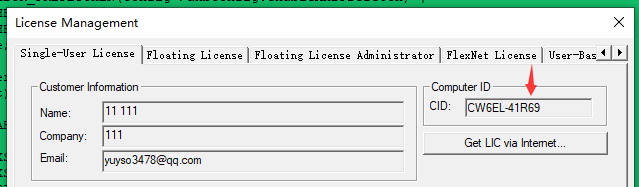 License Management
Single-User License
Floating License
Floating License Administrator
FlexNet License
User-Bas
Customer Information
Name:
11 111
Company:
111
Email:
yuyso3478@qq.com
Computer ID
CID:
CW6EL-41R69
Get LIC via Internet...